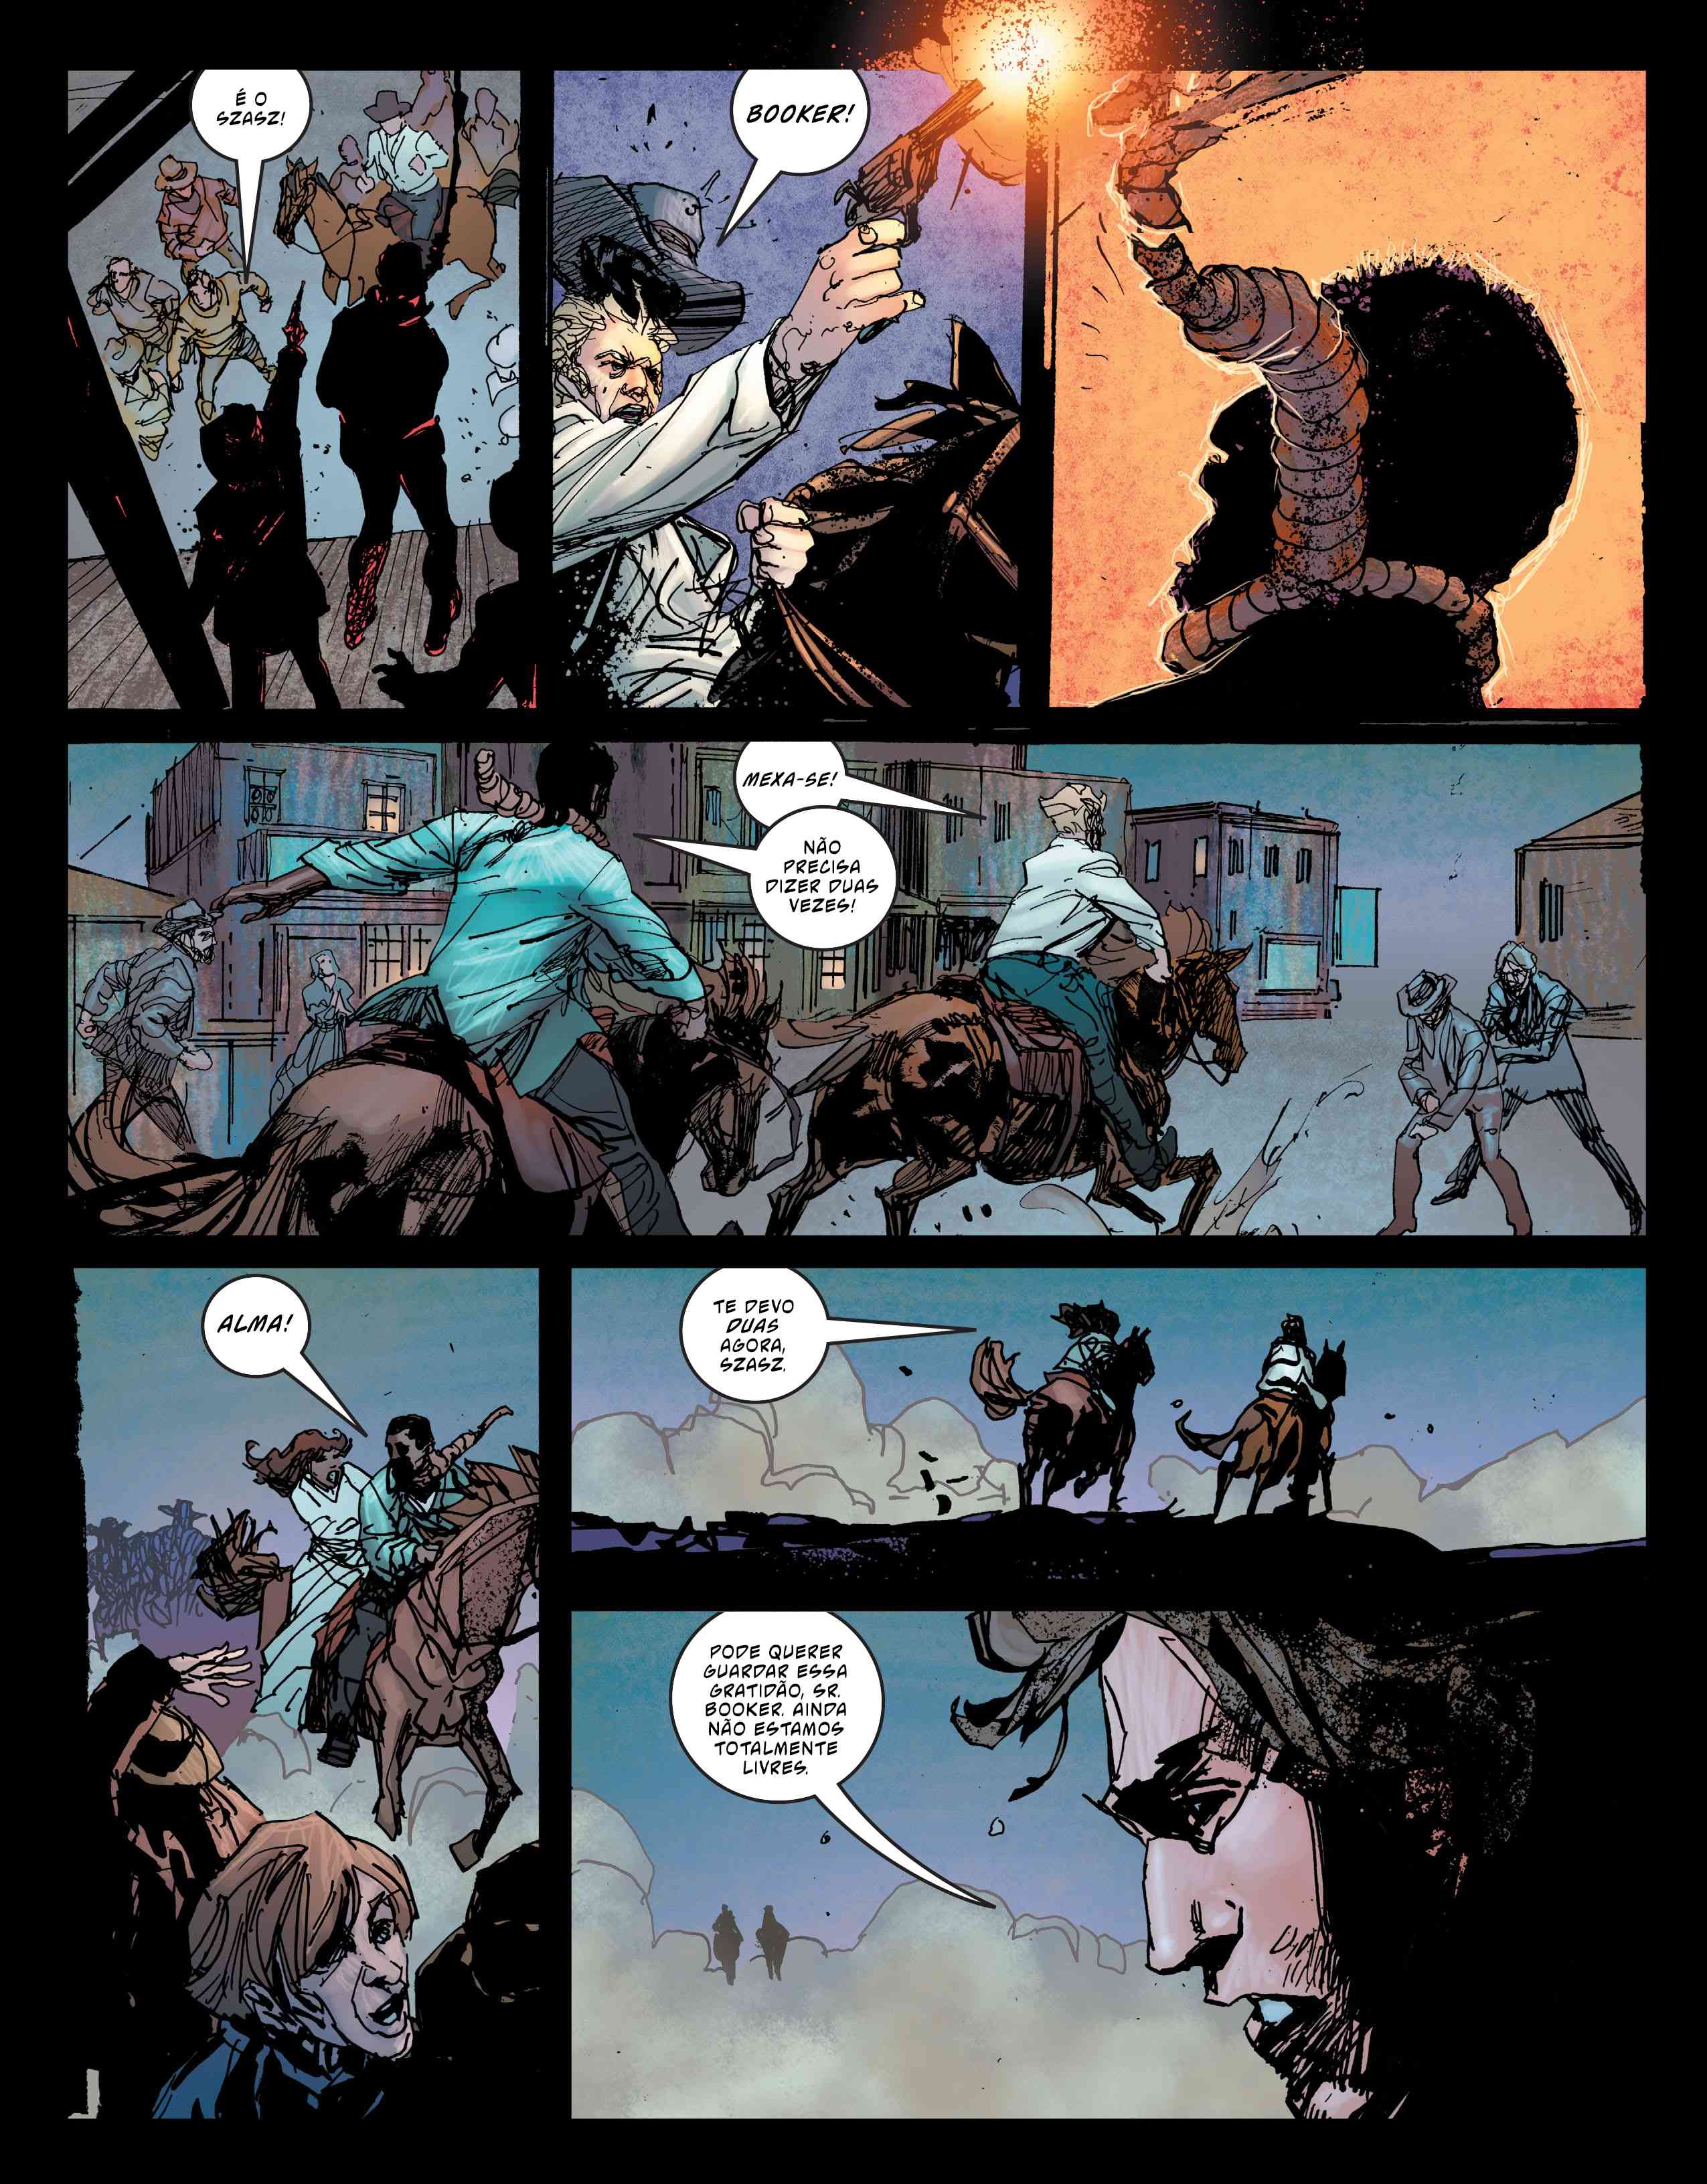 É O
SZASZ!
BOOKER!
MEXA-SE!
NÃO
PRECISA
DIZER DUAS
VEZES!
ALMA!
TE DEVO
DUAS
AGORA,
SZASZ.
PODE QUERER
GUARDAR ESSA
GRATIDÃO, SR.
BOOKER. AINDA
NÃO ESTAMOS
TOTALMENTE
LIVRES.